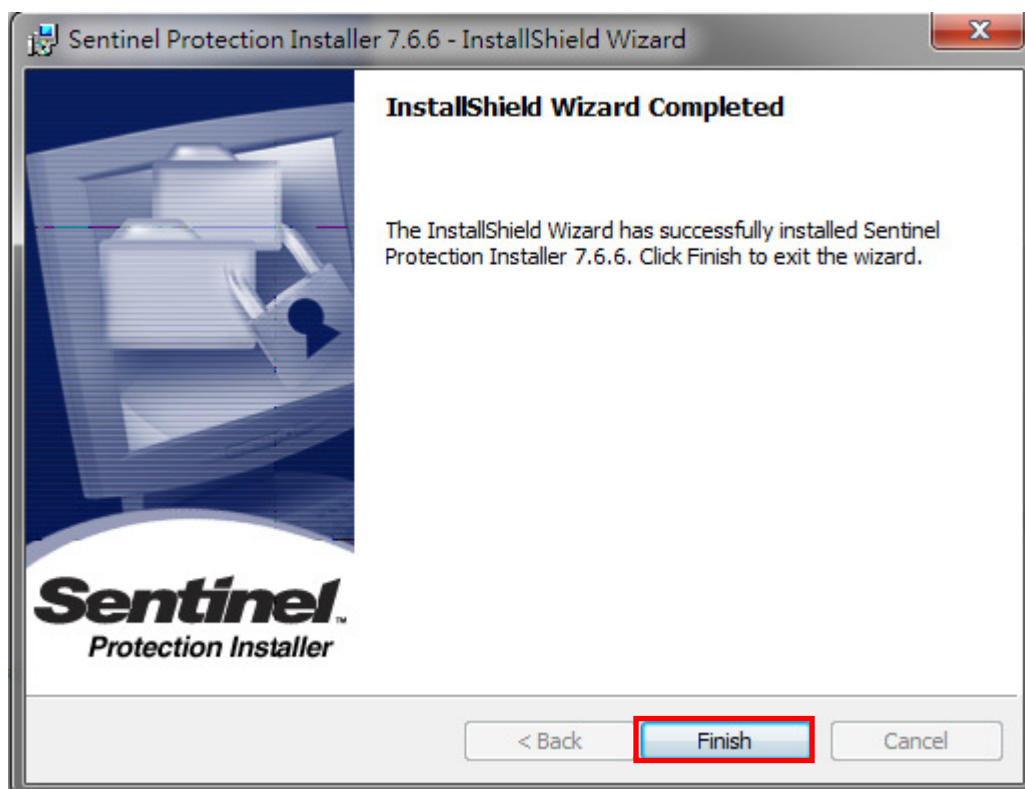 Sentinel Protection Installer 7.6.6 - InstallShield Wizard
InstallShield Wizard Completed
The InstallShield Wizard has successfully installed Sentinel
Protection Installer 7.6.6. Click Finish to exit the wizard.
Sentinel™
Protection Installer
< Back
Finish
Cancel